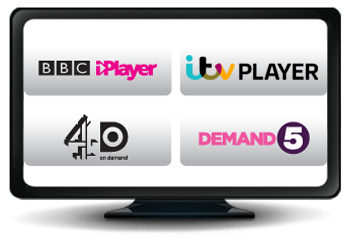 BBC iPlayer
itv PLAYER
4oD
on demand
DEMAND 5